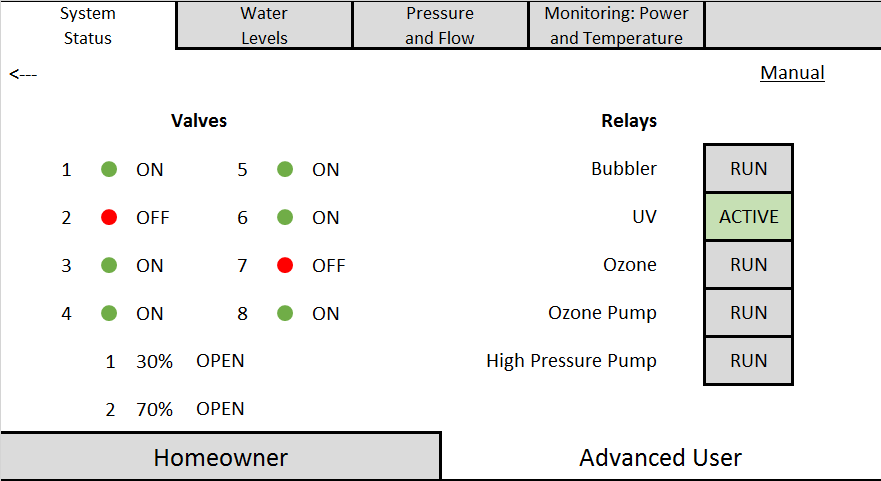 System Status
Water Levels
Pressure and Flow
Monitoring: Power and Temperature
<---
Manual
Valves
Relays
1 ON 5 ON
Bubbler RUN
2 OFF 6 ON
UV ACTIVE
3 ON 7 OFF
Ozone RUN
4 ON 8 ON
Ozone Pump RUN
1 30% OPEN
High Pressure Pump RUN
2 70% OPEN
Homeowner
Advanced User